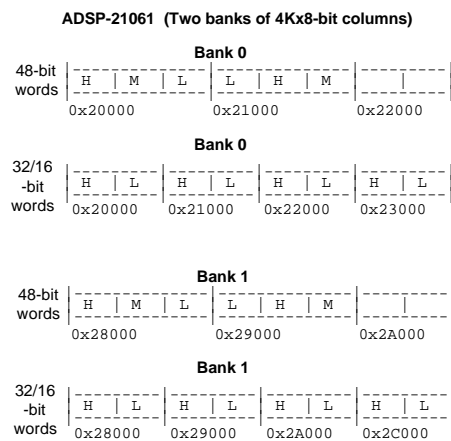 ADSP-21061 (Two banks of 4Kx8-bit columns)
Bank 0
48-bit words
H M L L H M
0x20000 0x21000 0x22000
Bank 0
32/16 -bit words
H L H L H L H L
0x20000 0x21000 0x22000 0x23000
Bank 1
48-bit words
H M L L H M
0x28000 0x29000 0x2A000
Bank 1
32/16 -bit words
H L H L H L H L
0x28000 0x29000 0x2A000 0x2C000